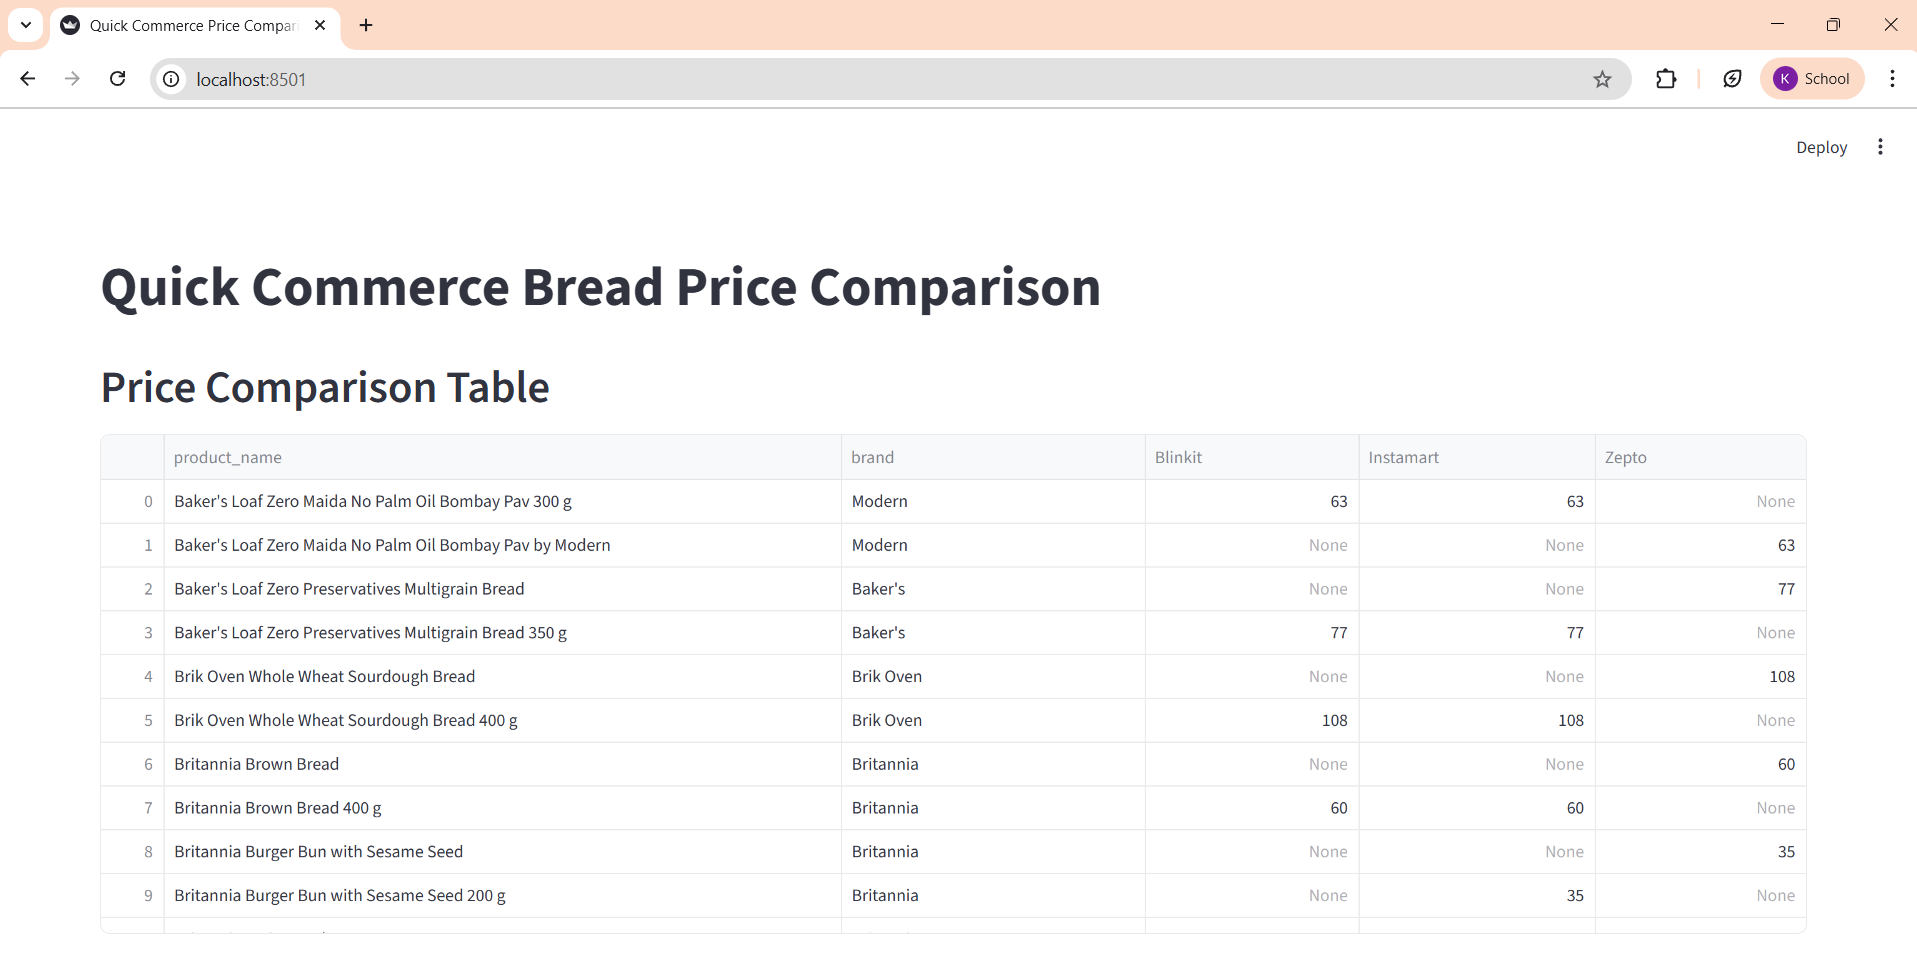 Quick Commerce Price Compar
localhost:8501
K School
Deploy
Quick Commerce Bread Price Comparison
Price Comparison Table
product_name brand Blinkit Instamart Zepto
0 Baker's Loaf Zero Maida No Palm Oil Bombay Pav 300 g Modern 63 63 None
1 Baker's Loaf Zero Maida No Palm Oil Bombay Pav by Modern Modern None None 63
2 Baker's Loaf Zero Preservatives Multigrain Bread Baker's None None 77
3 Baker's Loaf Zero Preservatives Multigrain Bread 350 g Baker's 77 77 None
4 Brik Oven Whole Wheat Sourdough Bread Brik Oven None None 108
5 Brik Oven Whole Wheat Sourdough Bread 400 g Brik Oven 108 108 None
6 Britannia Brown Bread Britannia None None 60
7 Britannia Brown Bread 400 g Britannia 60 60 None
8 Britannia Burger Bun with Sesame Seed Britannia None None 35
9 Britannia Burger Bun with Sesame Seed 200 g Britannia None 35 None